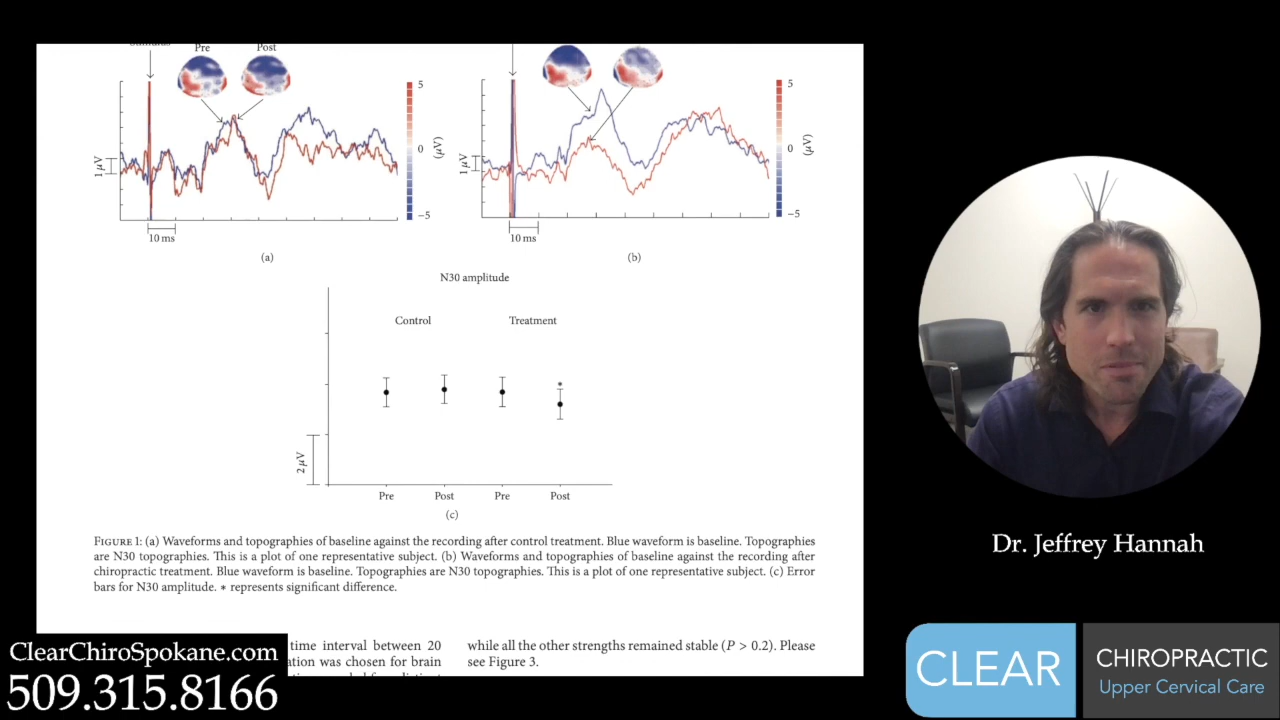 Pre
Post
5
0
−5
(μV)
1 μV
10 ms
(a)
5
0
−5
(μV)
1 μV
10 ms
(b)
N30 amplitude
Control
Treatment
*
2 μV
Pre
Post
Pre
Post
(c)
FIGURE 1: (a) Waveforms and topographies of baseline against the recording after control treatment. Blue waveform is baseline. Topographies
are N30 topographies. This is a plot of one representative subject. (b) Waveforms and topographies of baseline against the recording after
chiropractic treatment. Blue waveform is baseline. Topographies are N30 topographies. This is a plot of one representative subject. (c) Error
bars for N30 amplitude. * represents significant difference.
time interval between 20
ation was chosen for brain
while all the other strengths remained stable (P > 0.2). Please
see Figure 3.
ClearChiroSpokane.com
509.315.8166
Dr. Jeffrey Hannah
CLEAR
CHIROPRACTIC
Upper Cervical Care